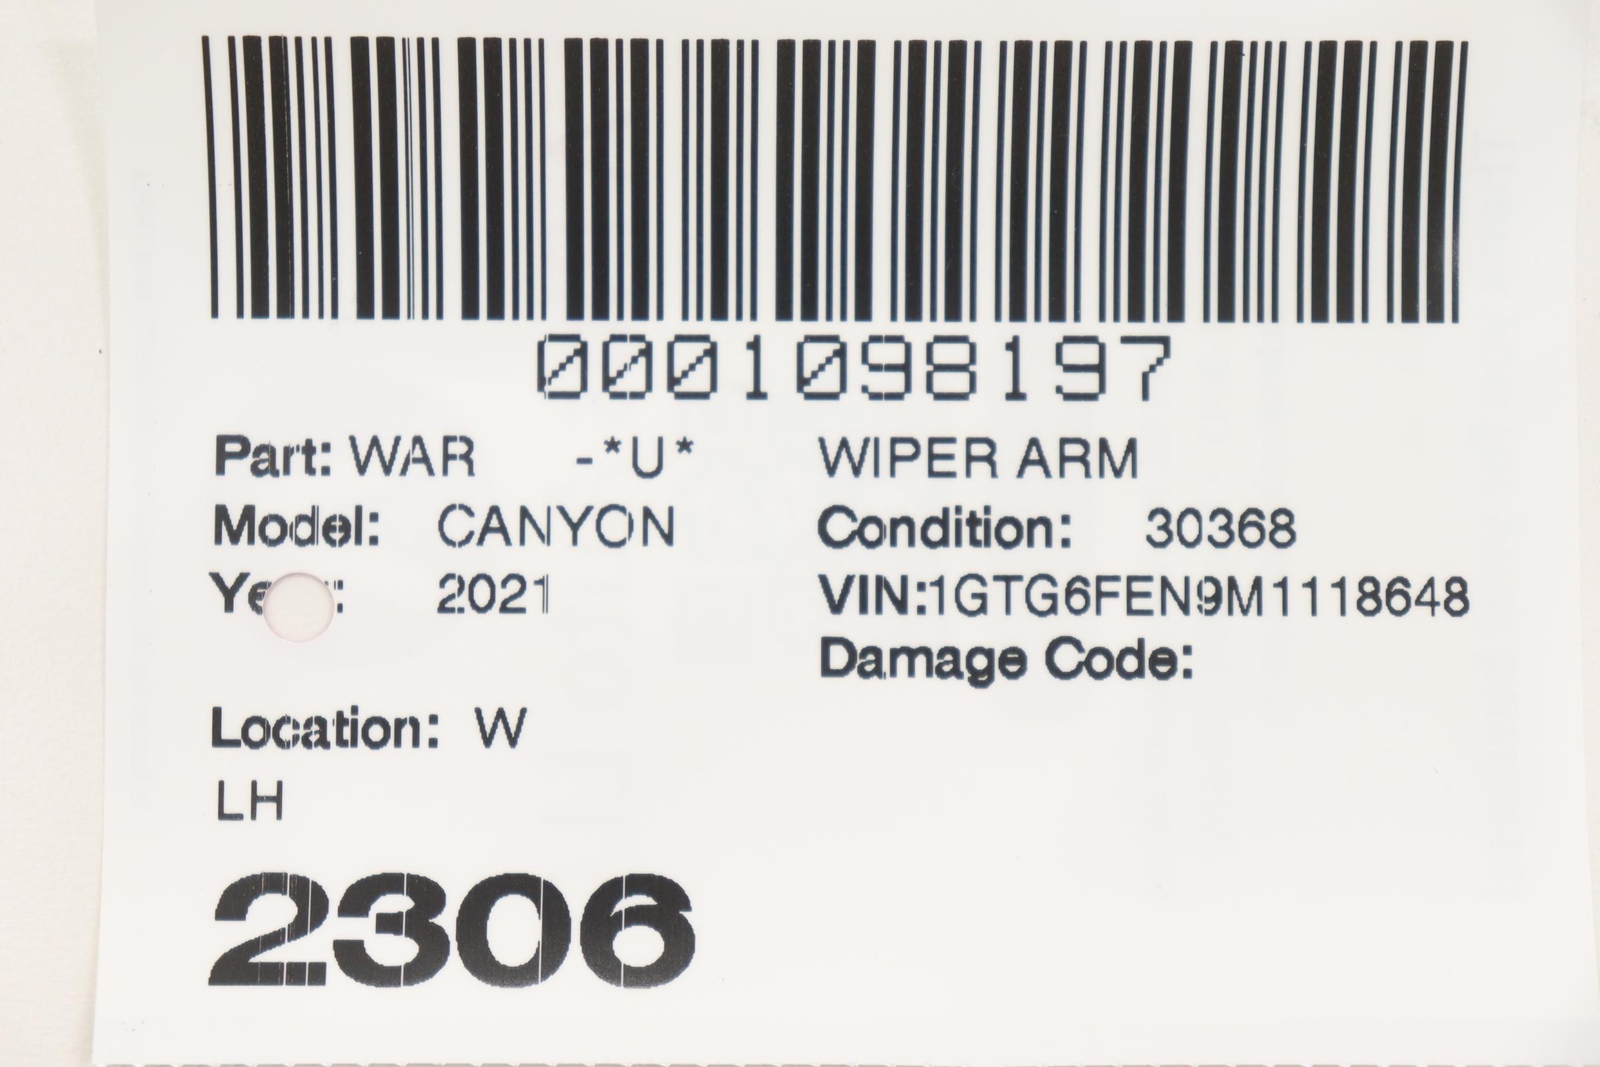 0001098197
Part: WAR -*U* WIPER ARM
Model: CANYON Condition: 30368
2021 VIN:1GTG6FEN9M1118648
Damage Code:
Location: W
LH
2306